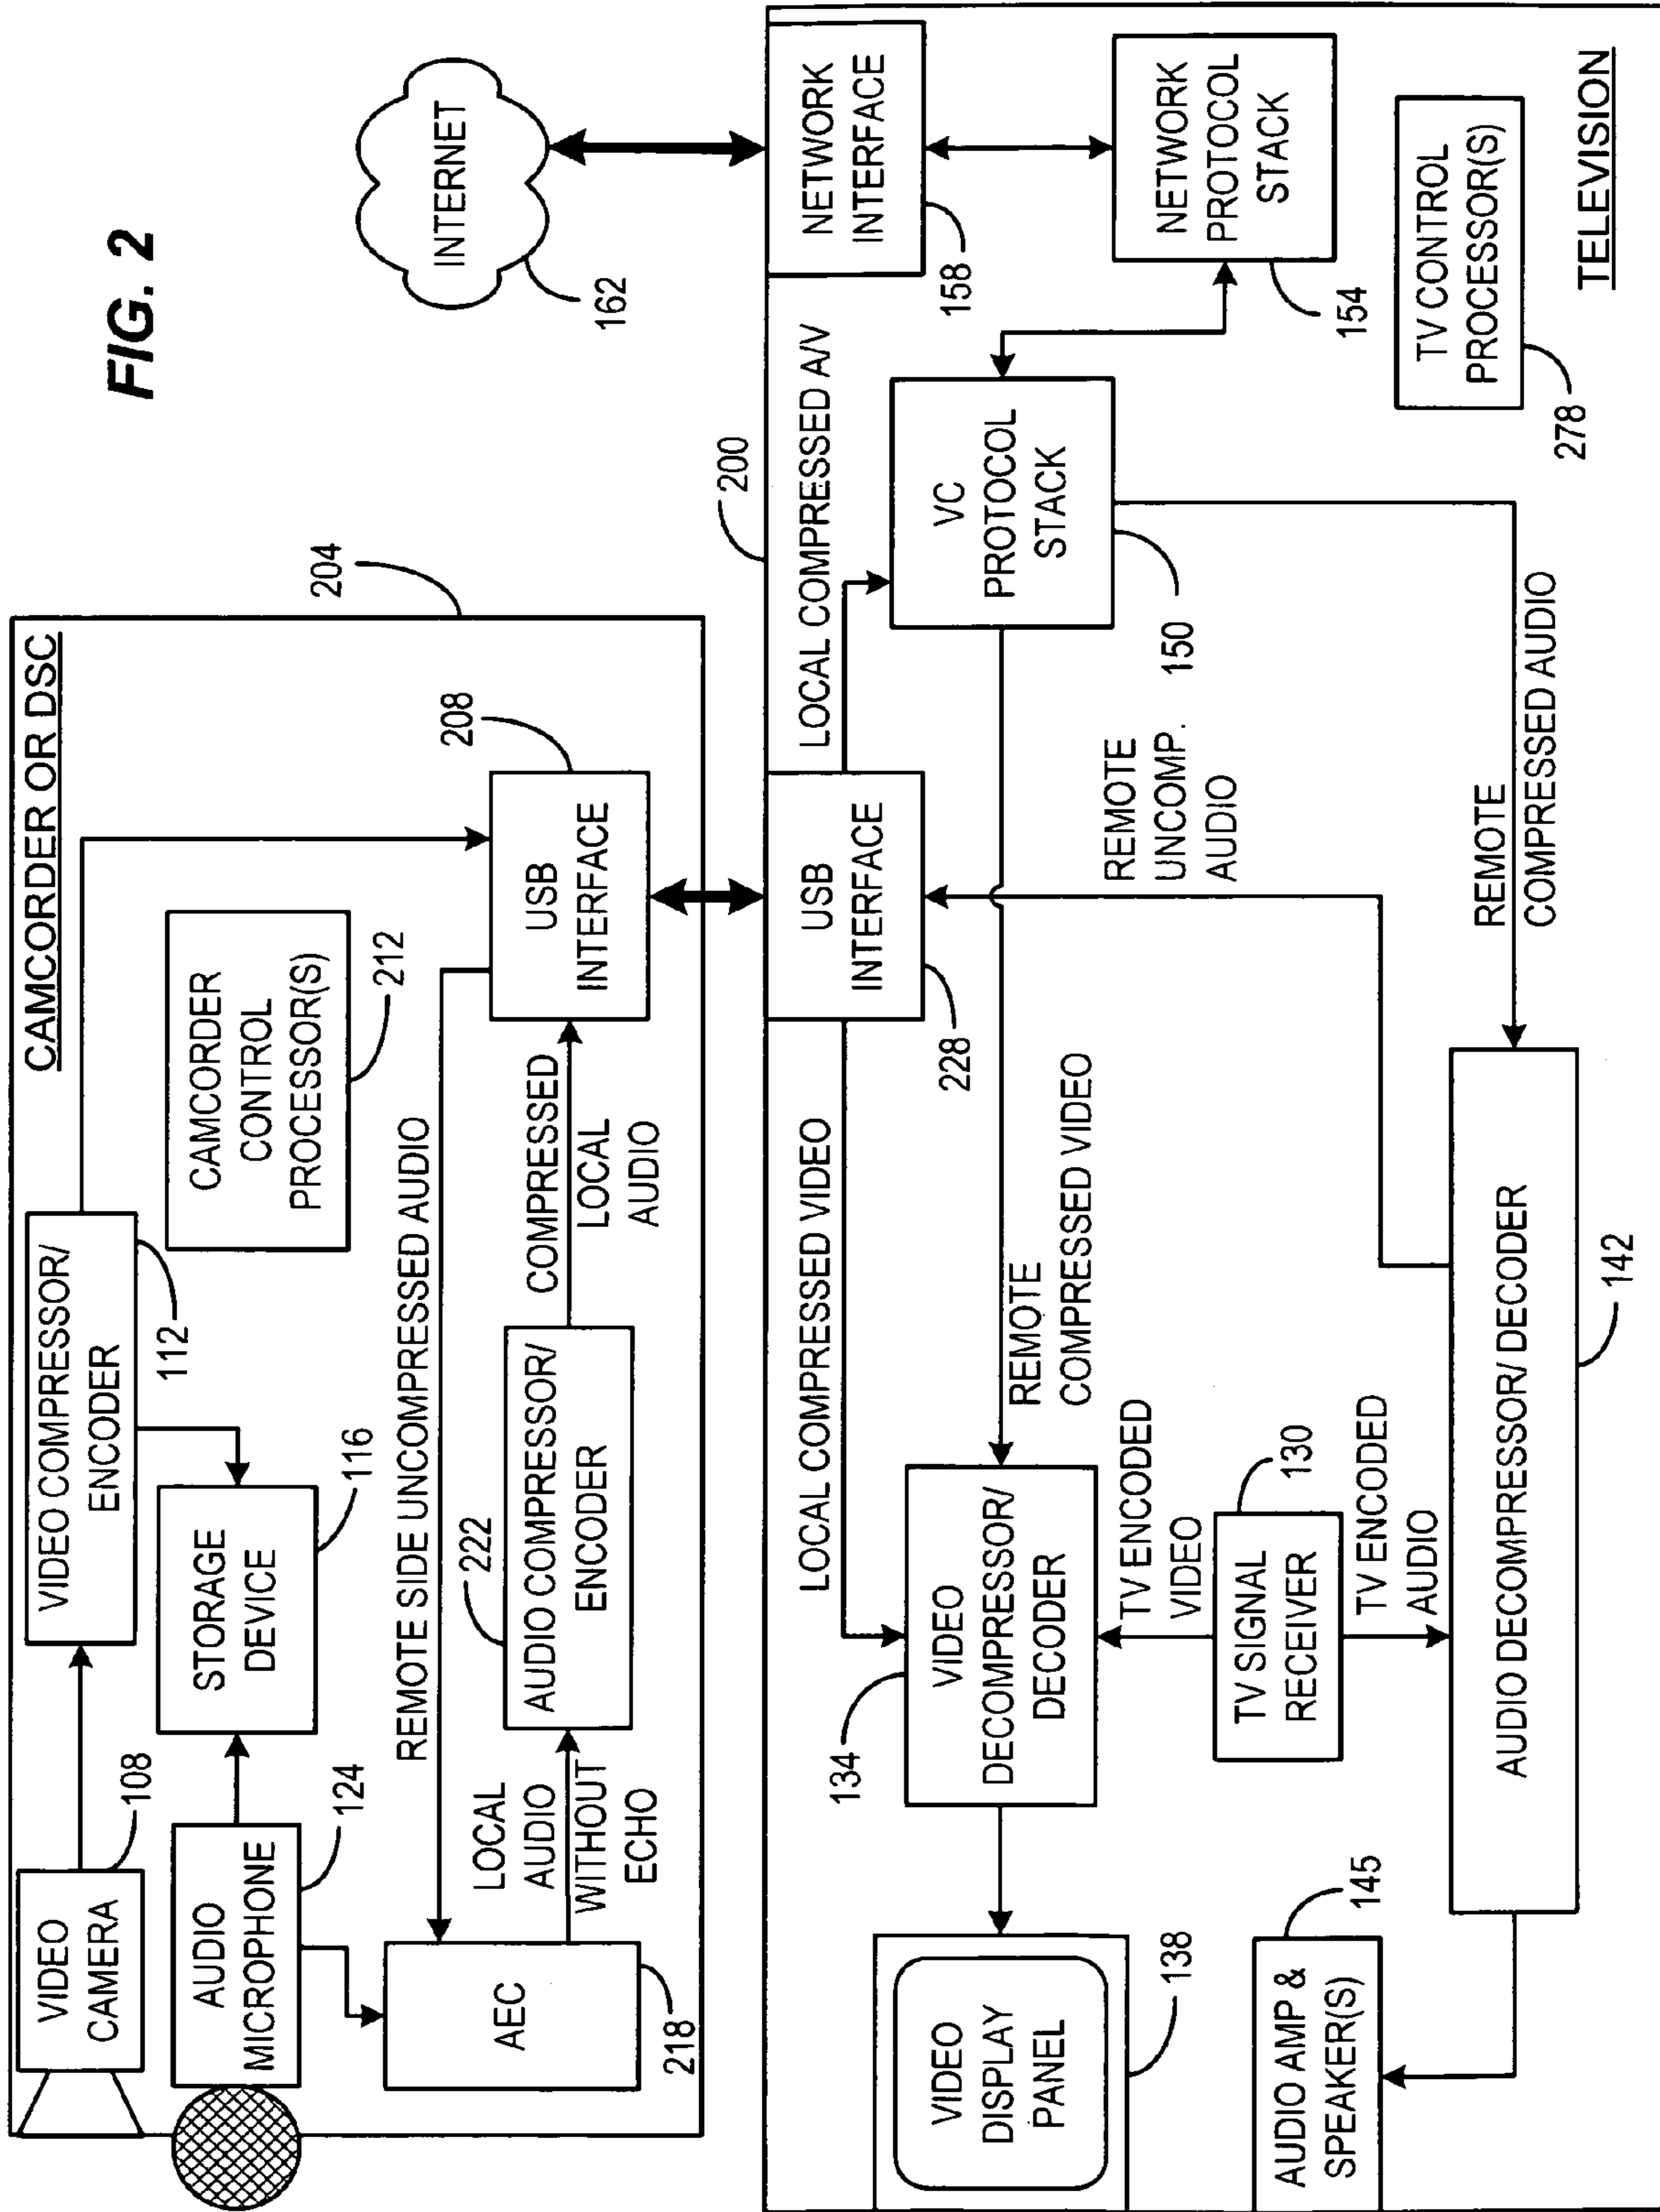 FIG. 2
CAMCORDER OR DSC
204
VIDEO
CAMERA
108
VIDEO COMPRESSOR/
ENCODER
112
AUDIO
MICROPHONE
124
STORAGE
DEVICE
116
CAMCORDER
CONTROL
PROCESSOR(S)
212
REMOTE SIDE UNCOMPRESSED AUDIO
AEC
218
LOCAL
AUDIO
WITHOUT
ECHO
222
AUDIO COMPRESSOR/
ENCODER
COMPRESSED
LOCAL
AUDIO
USB
INTERFACE
208
INTERNET
162
200
LOCAL COMPRESSED VIDEO
USB
INTERFACE
228
LOCAL COMPRESSED A/V
NETWORK
INTERFACE
158
VIDEO
DISPLAY
PANEL
138
134
VIDEO
DECOMPRESSOR/
DECODER
REMOTE
COMPRESSED VIDEO
VC
PROTOCOL
STACK
150
NETWORK
PROTOCOL
STACK
154
REMOTE
UNCOMP.
AUDIO
TV ENCODED
VIDEO
TV SIGNAL
RECEIVER
130
TV ENCODED
AUDIO
AUDIO AMP &
SPEAKER(S)
145
AUDIO DECOMPRESSOR/ DECODER
142
REMOTE
COMPRESSED AUDIO
TV CONTROL
PROCESSOR(S)
278
TELEVISION